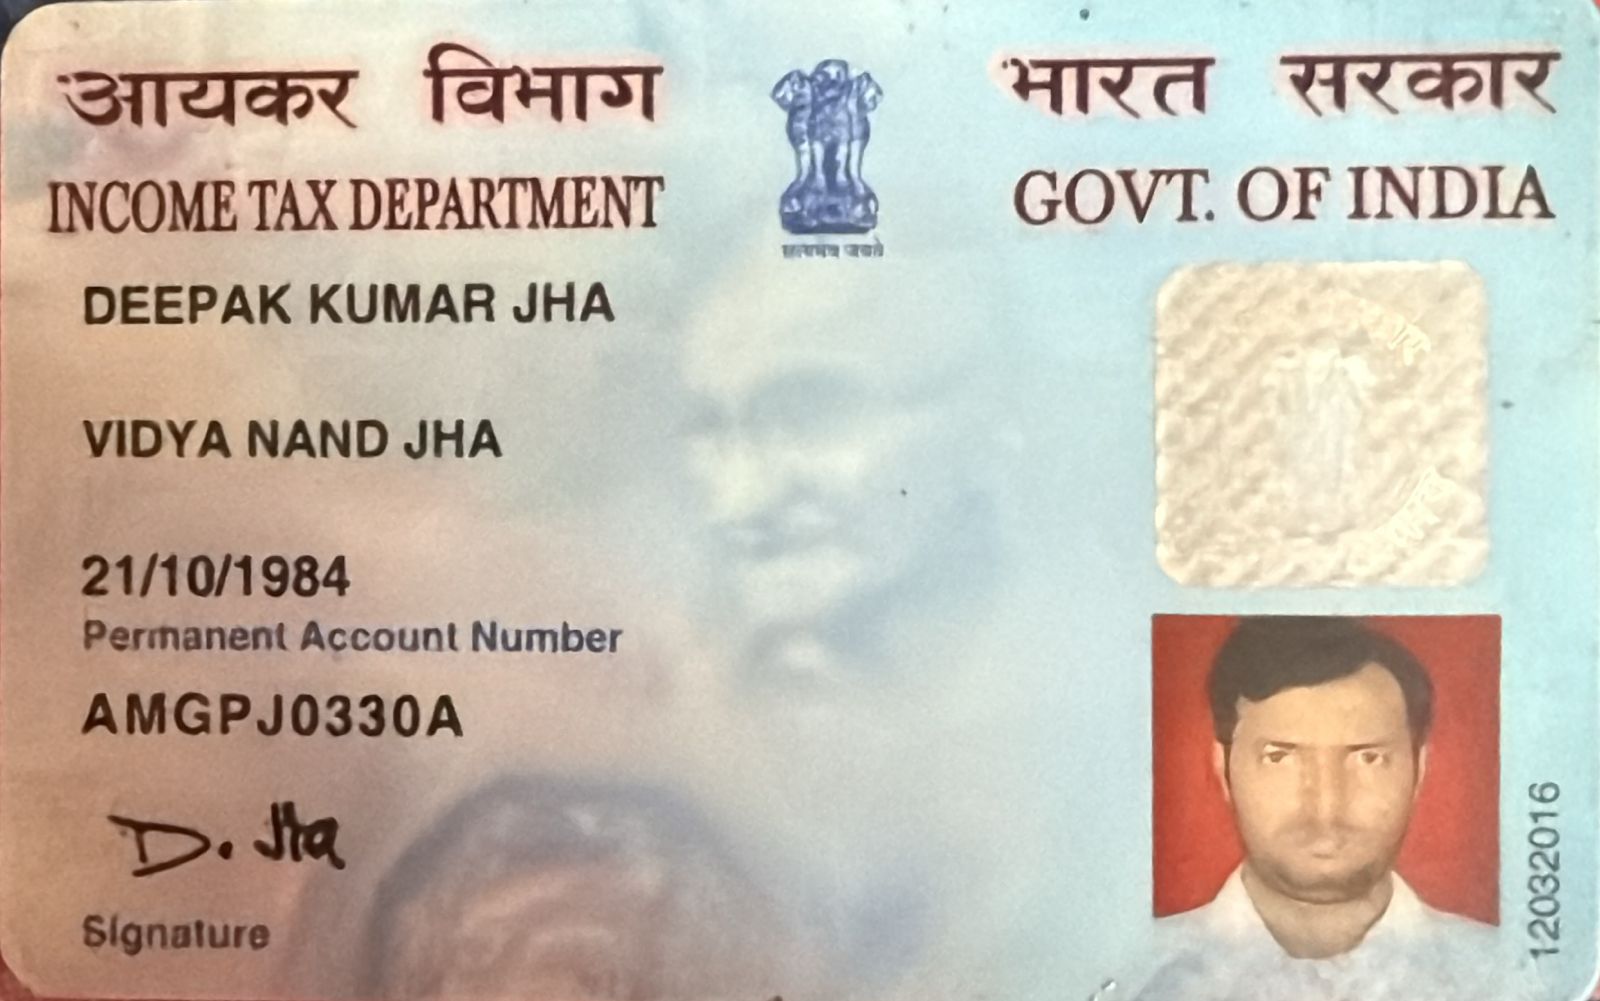 आयकर विभाग
INCOME TAX DEPARTMENT
भारत सरकार
GOVT. OF INDIA
सत्यमेव जयते
DEEPAK KUMAR JHA
VIDYA NAND JHA
21/10/1984
Permanent Account Number
AMGPJ0330A
D. Jha
Signature
12032016